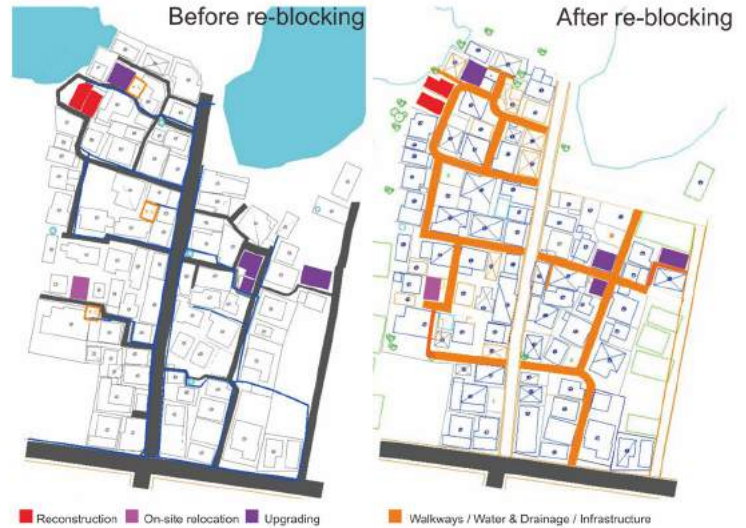 Before re-blocking
After re-blocking
Reconstruction
On-site relocation
Upgrading
Walkways / Water & Drainage / Infrastructure